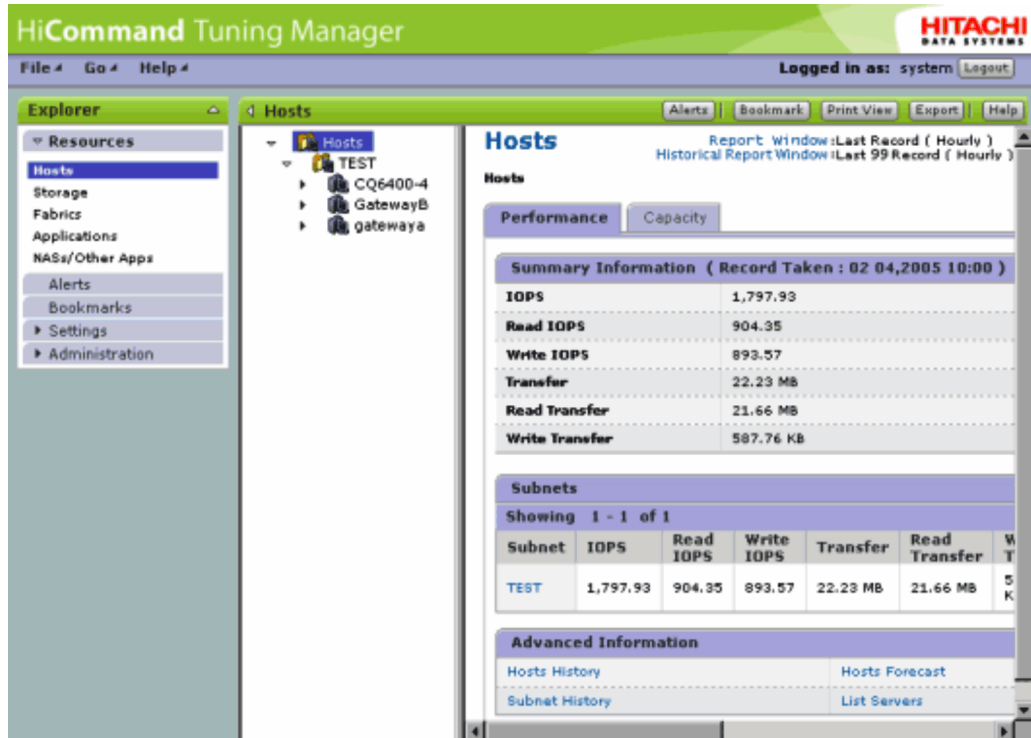 HiCommand Tuning Manager
HITACHI
DATA SYSTEMS
File Go Help
Logged in as: system Logout
Explorer
Resources
Hosts
Storage
Fabrics
Applications
NASs/Other Apps
Alerts
Bookmarks
Settings
Administration
Hosts
Alerts Bookmark Print View Export Help
Hosts
TEST
CQ6400-4
GatewayB
gatewaya
Hosts
Report Window :Last Record ( Hourly )
Historical Report Window :Last 99 Record ( Hourly )
Hosts
Performance Capacity
Summary Information ( Record Taken : 02 04,2005 10:00 )
IOPS 1,797.93
Read IOPS 904.35
Write IOPS 893.57
Transfer 22.23 MB
Read Transfer 21.66 MB
Write Transfer 587.76 KB
Subnets
Showing 1 - 1 of 1
Subnet IOPS Read IOPS Write IOPS Transfer Read Transfer
TEST 1,797.93 904.35 893.57 22.23 MB 21.66 MB
Advanced Information
Hosts History Hosts Forecast
Subnet History List Servers